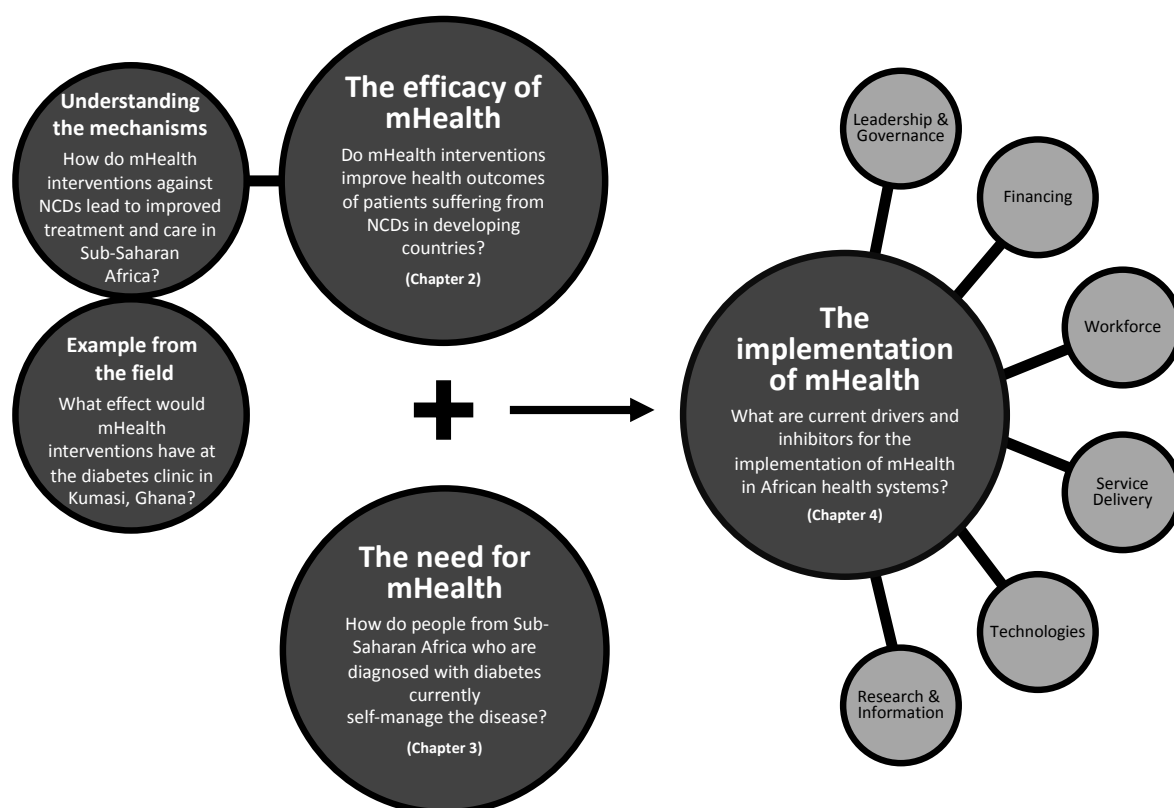 Understanding
the mechanisms
How do mHealth
interventions against
NCDs lead to improved
treatment and care in
Sub-Saharan
Africa?
The efficacy of
mHealth
Do mHealth interventions
improve health outcomes
of patients suffering from
NCDs in developing
countries?
(Chapter 2)
Example from
the field
What effect would
mHealth
interventions have at
the diabetes clinic in
Kumasi, Ghana?
+
The need for
mHealth
How do people from Sub-
Saharan Africa who are
diagnosed with diabetes
currently
self-manage the disease?
(Chapter 3)
The
implementation
of mHealth
What are current drivers and
inhibitors for the
implementation of mHealth
in African health systems?
(Chapter 4)
Leadership &
Governance
Financing
Workforce
Service
Delivery
Technologies
Research &
Information